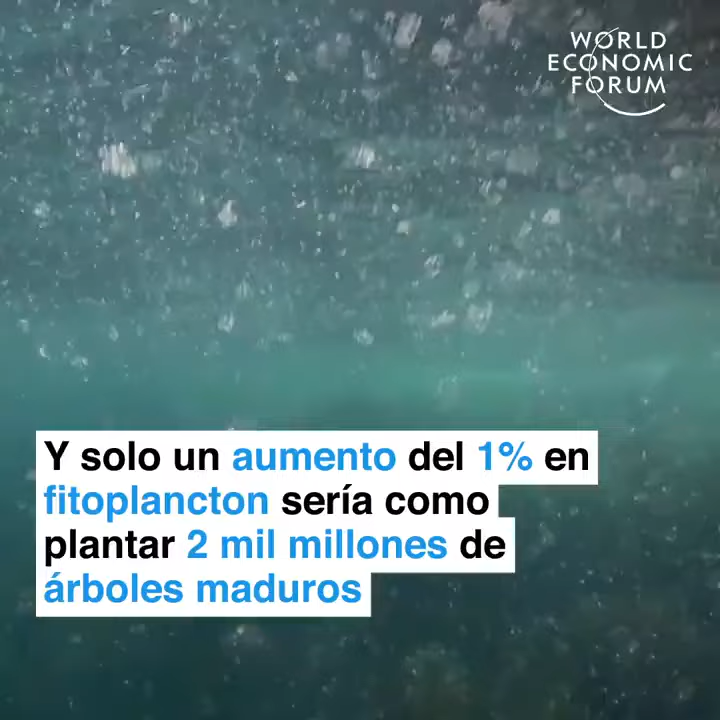 WORLD
ECONOMIC
FORUM
Y solo un aumento del 1% en
fitoplancton sería como
plantar 2 mil millones de
árboles maduros